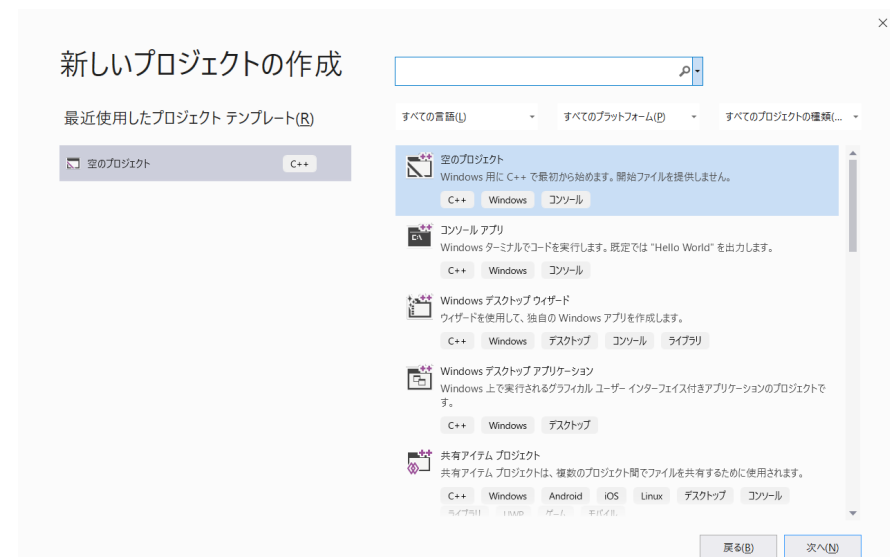 新しいプロジェクトの作成
最近使用したプロジェクト テンプレート(R)
空のプロジェクト C++
すべての言語(L) すべてのプラットフォーム(P) すべてのプロジェクトの種類(...
空のプロジェクト
Windows 用に C++ で最初から始めます。開始ファイルを提供しません。
C++ Windows コンソール
コンソール アプリ
Windows ターミナルでコードを実行します。既定では "Hello World" を出力します。
C++ Windows コンソール
Windows デスクトップ ウィザード
ウィザードを使用して、独自の Windows アプリを作成します。
C++ Windows デスクトップ コンソール ライブラリ
Windows デスクトップ アプリケーション
Windows 上で実行されるグラフィカル ユーザー インターフェイス付きアプリケーションのプロジェクトで
す。
C++ Windows デスクトップ
共有アイテム プロジェクト
共有アイテム プロジェクトは、複数のプロジェクト間でファイルを共有するために使用されます。
C++ Windows Android iOS Linux デスクトップ コンソール
ライブラリ UWP ゲーム モバイル
戻る(B) 次へ(N)